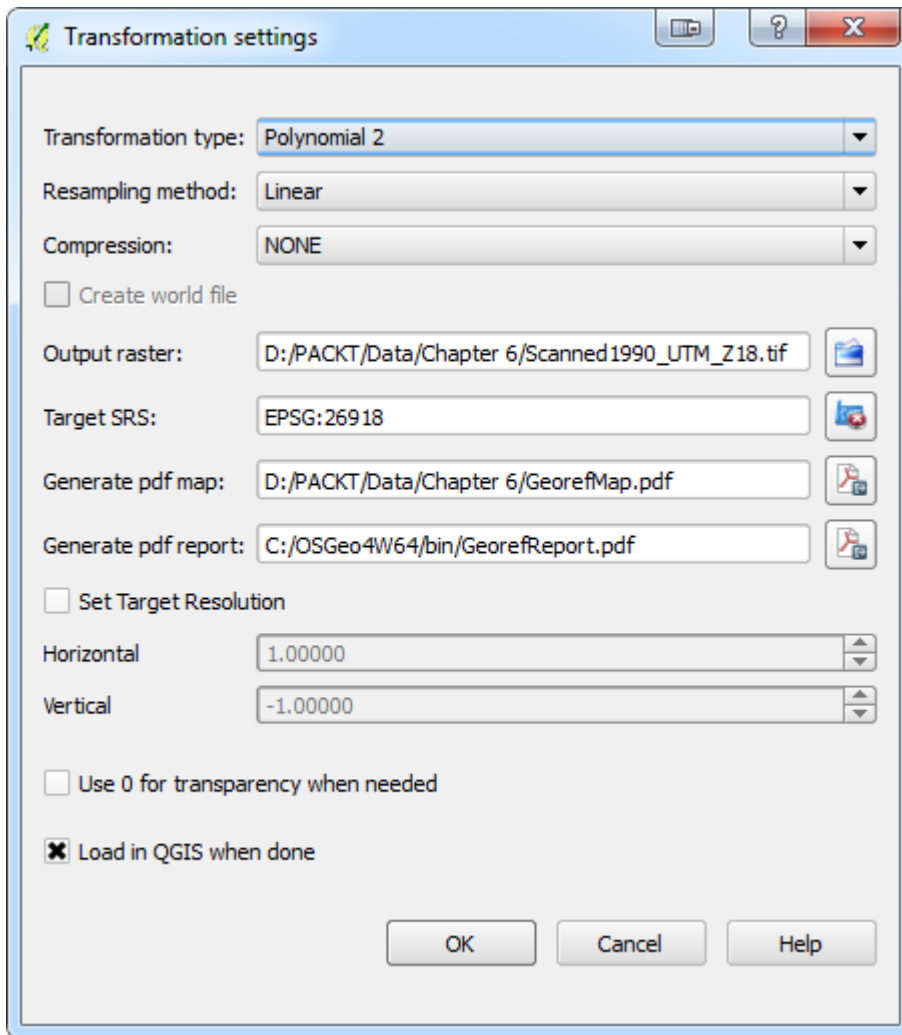 Transformation settings
Transformation type: Polynomial 2
Resampling method: Linear
Compression: NONE
Create world file
Output raster: D:/PACKT/Data/Chapter 6/Scanned1990_UTM_Z18.tif
Target SRS: EPSG:26918
Generate pdf map: D:/PACKT/Data/Chapter 6/GeorefMap.pdf
Generate pdf report: C:/OSGeo4W64/bin/GeorefReport.pdf
Set Target Resolution
Horizontal 1.00000
Vertical -1.00000
Use 0 for transparency when needed
Load in QGIS when done
OK Cancel Help